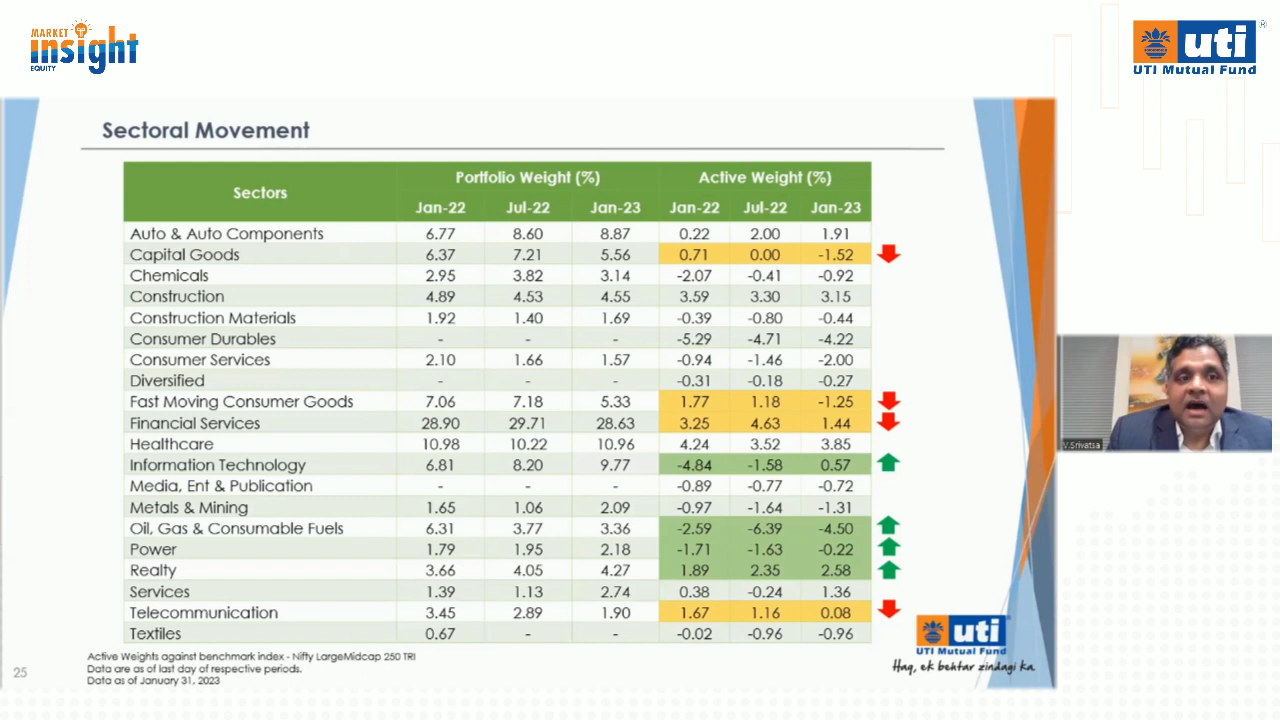 MARKET
insight
EQUITY
uti ®
UTI Mutual Fund
Sectoral Movement
Sectors Portfolio Weight (%) Active Weight (%)
Jan-22 Jul-22 Jan-23 Jan-22 Jul-22 Jan-23
Auto & Auto Components 6.77 8.60 8.87 0.22 2.00 1.91
Capital Goods 6.37 7.21 5.56 0.71 0.00 -1.52
Chemicals 2.95 3.82 3.14 -2.07 -0.41 -0.92
Construction 4.89 4.53 4.55 3.59 3.30 3.15
Construction Materials 1.92 1.40 1.69 -0.39 -0.80 -0.44
Consumer Durables - - - -5.29 -4.71 -4.22
Consumer Services 2.10 1.66 1.57 -0.94 -1.46 -2.00
Diversified - - - -0.31 -0.18 -0.27
Fast Moving Consumer Goods 7.06 7.18 5.33 1.77 1.18 -1.25
Financial Services 28.90 29.71 28.63 3.25 4.63 1.44
Healthcare 10.98 10.22 10.96 4.24 3.52 3.85
Information Technology 6.81 8.20 9.77 -4.84 -1.58 0.57
Media, Ent & Publication - - - -0.89 -0.77 -0.72
Metals & Mining 1.65 1.06 2.09 -0.97 -1.64 -1.31
Oil, Gas & Consumable Fuels 6.31 3.77 3.36 -2.59 -6.39 -4.50
Power 1.79 1.95 2.18 -1.71 -1.63 -0.22
Realty 3.66 4.05 4.27 1.89 2.35 2.58
Services 1.39 1.13 2.74 0.38 -0.24 1.36
Telecommunication 3.45 2.89 1.90 1.67 1.16 0.08
Textiles 0.67 - - -0.02 -0.96 -0.96
Active Weights against benchmark index - Nifty LargeMidcap 250 TRI
Data are as of last day of respective periods.
Data as of January 31, 2023
25
uti
UTI Mutual Fund
Haq, ek behtar zindagi ka.
V.Srivatsa